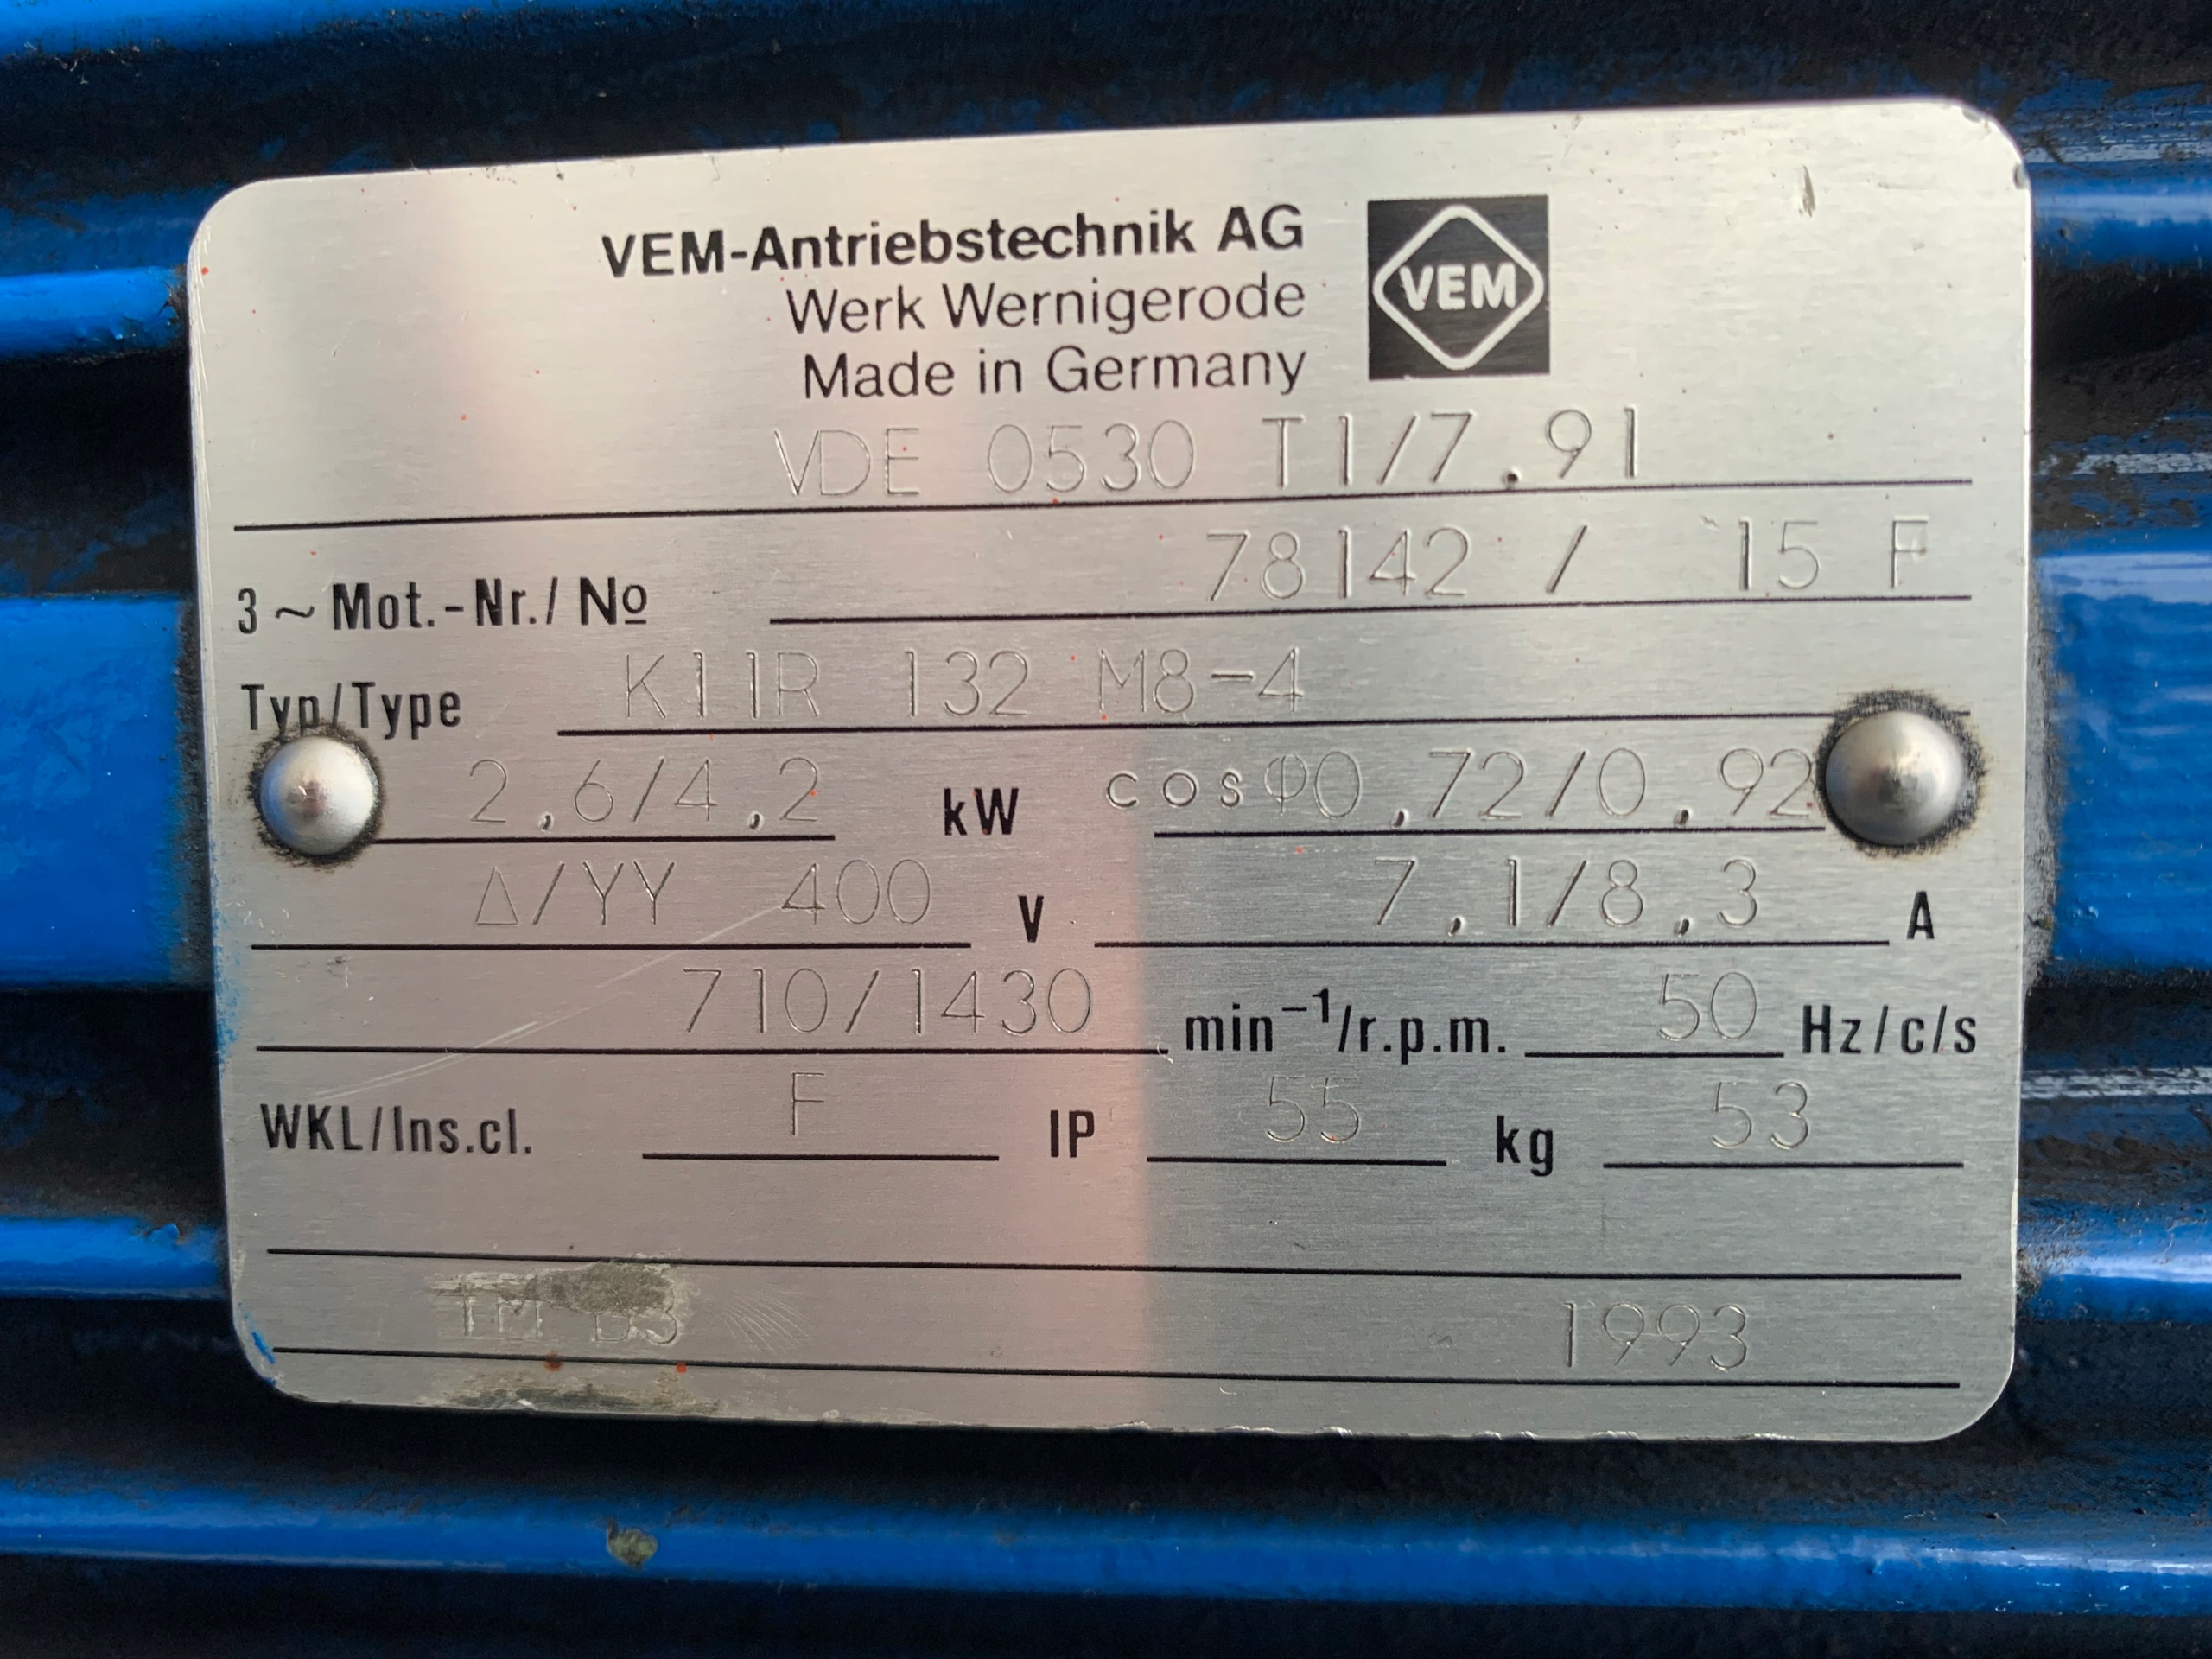 VEM-Antriebstechnik AG
Werk Wernigerode
Made in Germany
VEM
VDE 0530 T1/7.91
3 ~ Mot.-Nr./ No 78142 / 15 F
Typ/Type K11R 132 M8-4
2,6/4,2 kW cosφ0,72/0,92
Δ/YY 400 V 7,1/8,3 A
710/1430 min⁻¹/r.p.m. 50 Hz/c/s
WKL/Ins.cl. F IP 55 kg 53
IM B3 1993